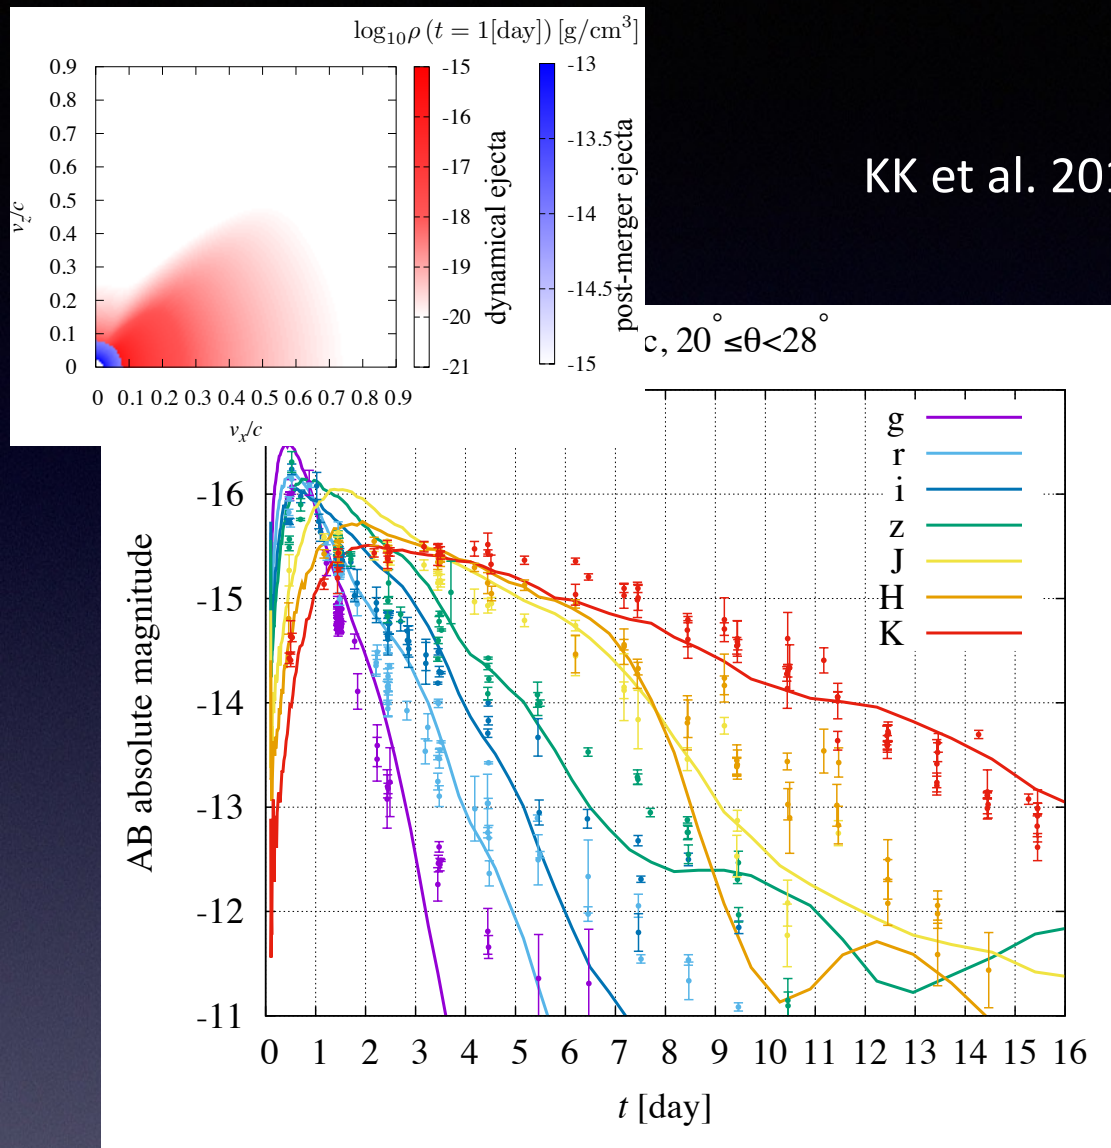 log₁₀ρ (t = 1[day]) [g/cm³]
0.9
0.8
0.7
0.6
0.5
0.4
0.3
0.2
0.1
0
v_z/c
0 0.1 0.2 0.3 0.4 0.5 0.6 0.7 0.8 0.9
v_x/c
-15
-16
-17
-18
-19
-20
-21
dynamical ejecta
-13
-13.5
-14
-14.5
-15
post-merger ejecta
KK et al. 201
c, 20° ≤θ<28°
g
r
i
z
J
H
K
-16
-15
-14
-13
-12
-11
AB absolute magnitude
0 1 2 3 4 5 6 7 8 9 10 11 12 13 14 15 16
t [day]